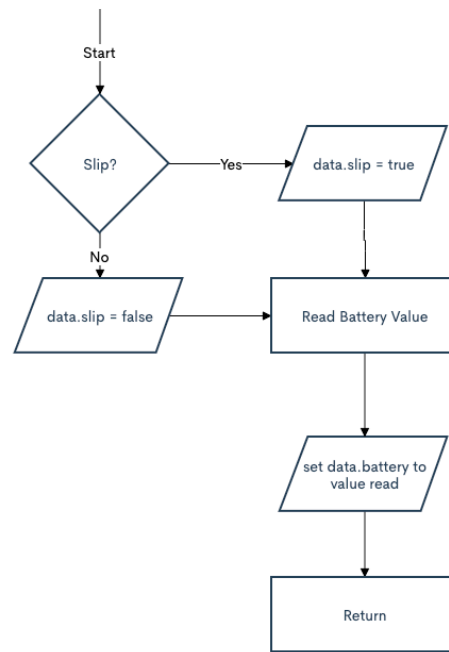 Start
Slip?
Yes
data.slip = true
No
data.slip = false
Read Battery Value
set data.battery to
value read
Return